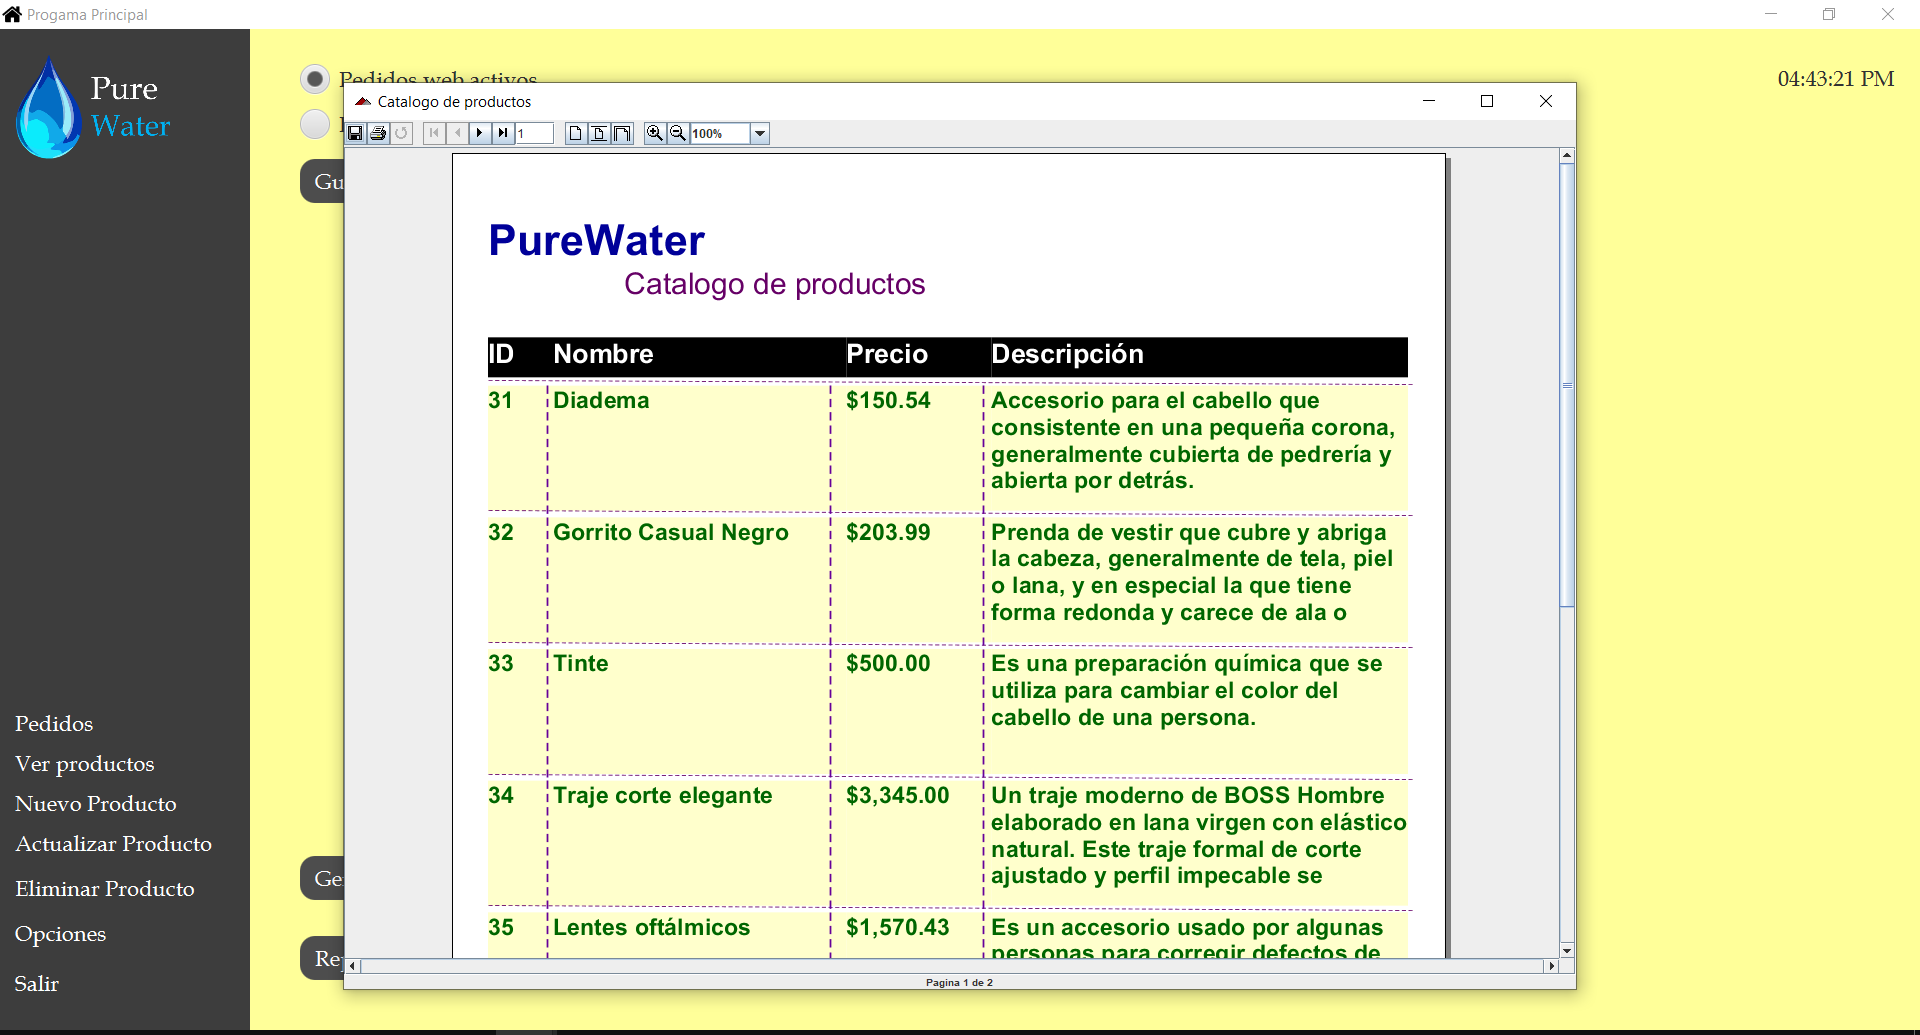 Progama Principal
Pure
Water
Pedidos web activos
04:43:21 PM
Catalogo de productos
1
100%
Gu
PureWater
Catalogo de productos
ID Nombre Precio Descripción
31 Diadema $150.54 Accesorio para el cabello que
consistente en una pequeña corona,
generalmente cubierta de pedrería y
abierta por detrás.
32 Gorrito Casual Negro $203.99 Prenda de vestir que cubre y abriga
la cabeza, generalmente de tela, piel
o lana, y en especial la que tiene
forma redonda y carece de ala o
33 Tinte $500.00 Es una preparación química que se
utiliza para cambiar el color del
cabello de una persona.
34 Traje corte elegante $3,345.00 Un traje moderno de BOSS Hombre
elaborado en lana virgen con elástico
natural. Este traje formal de corte
ajustado y perfil impecable se
35 Lentes oftálmicos $1,570.43 Es un accesorio usado por algunas
personas para corregir defectos de
Pagina 1 de 2
Pedidos
Ver productos
Nuevo Producto
Actualizar Producto
Eliminar Producto
Opciones
Salir
Ge
Re